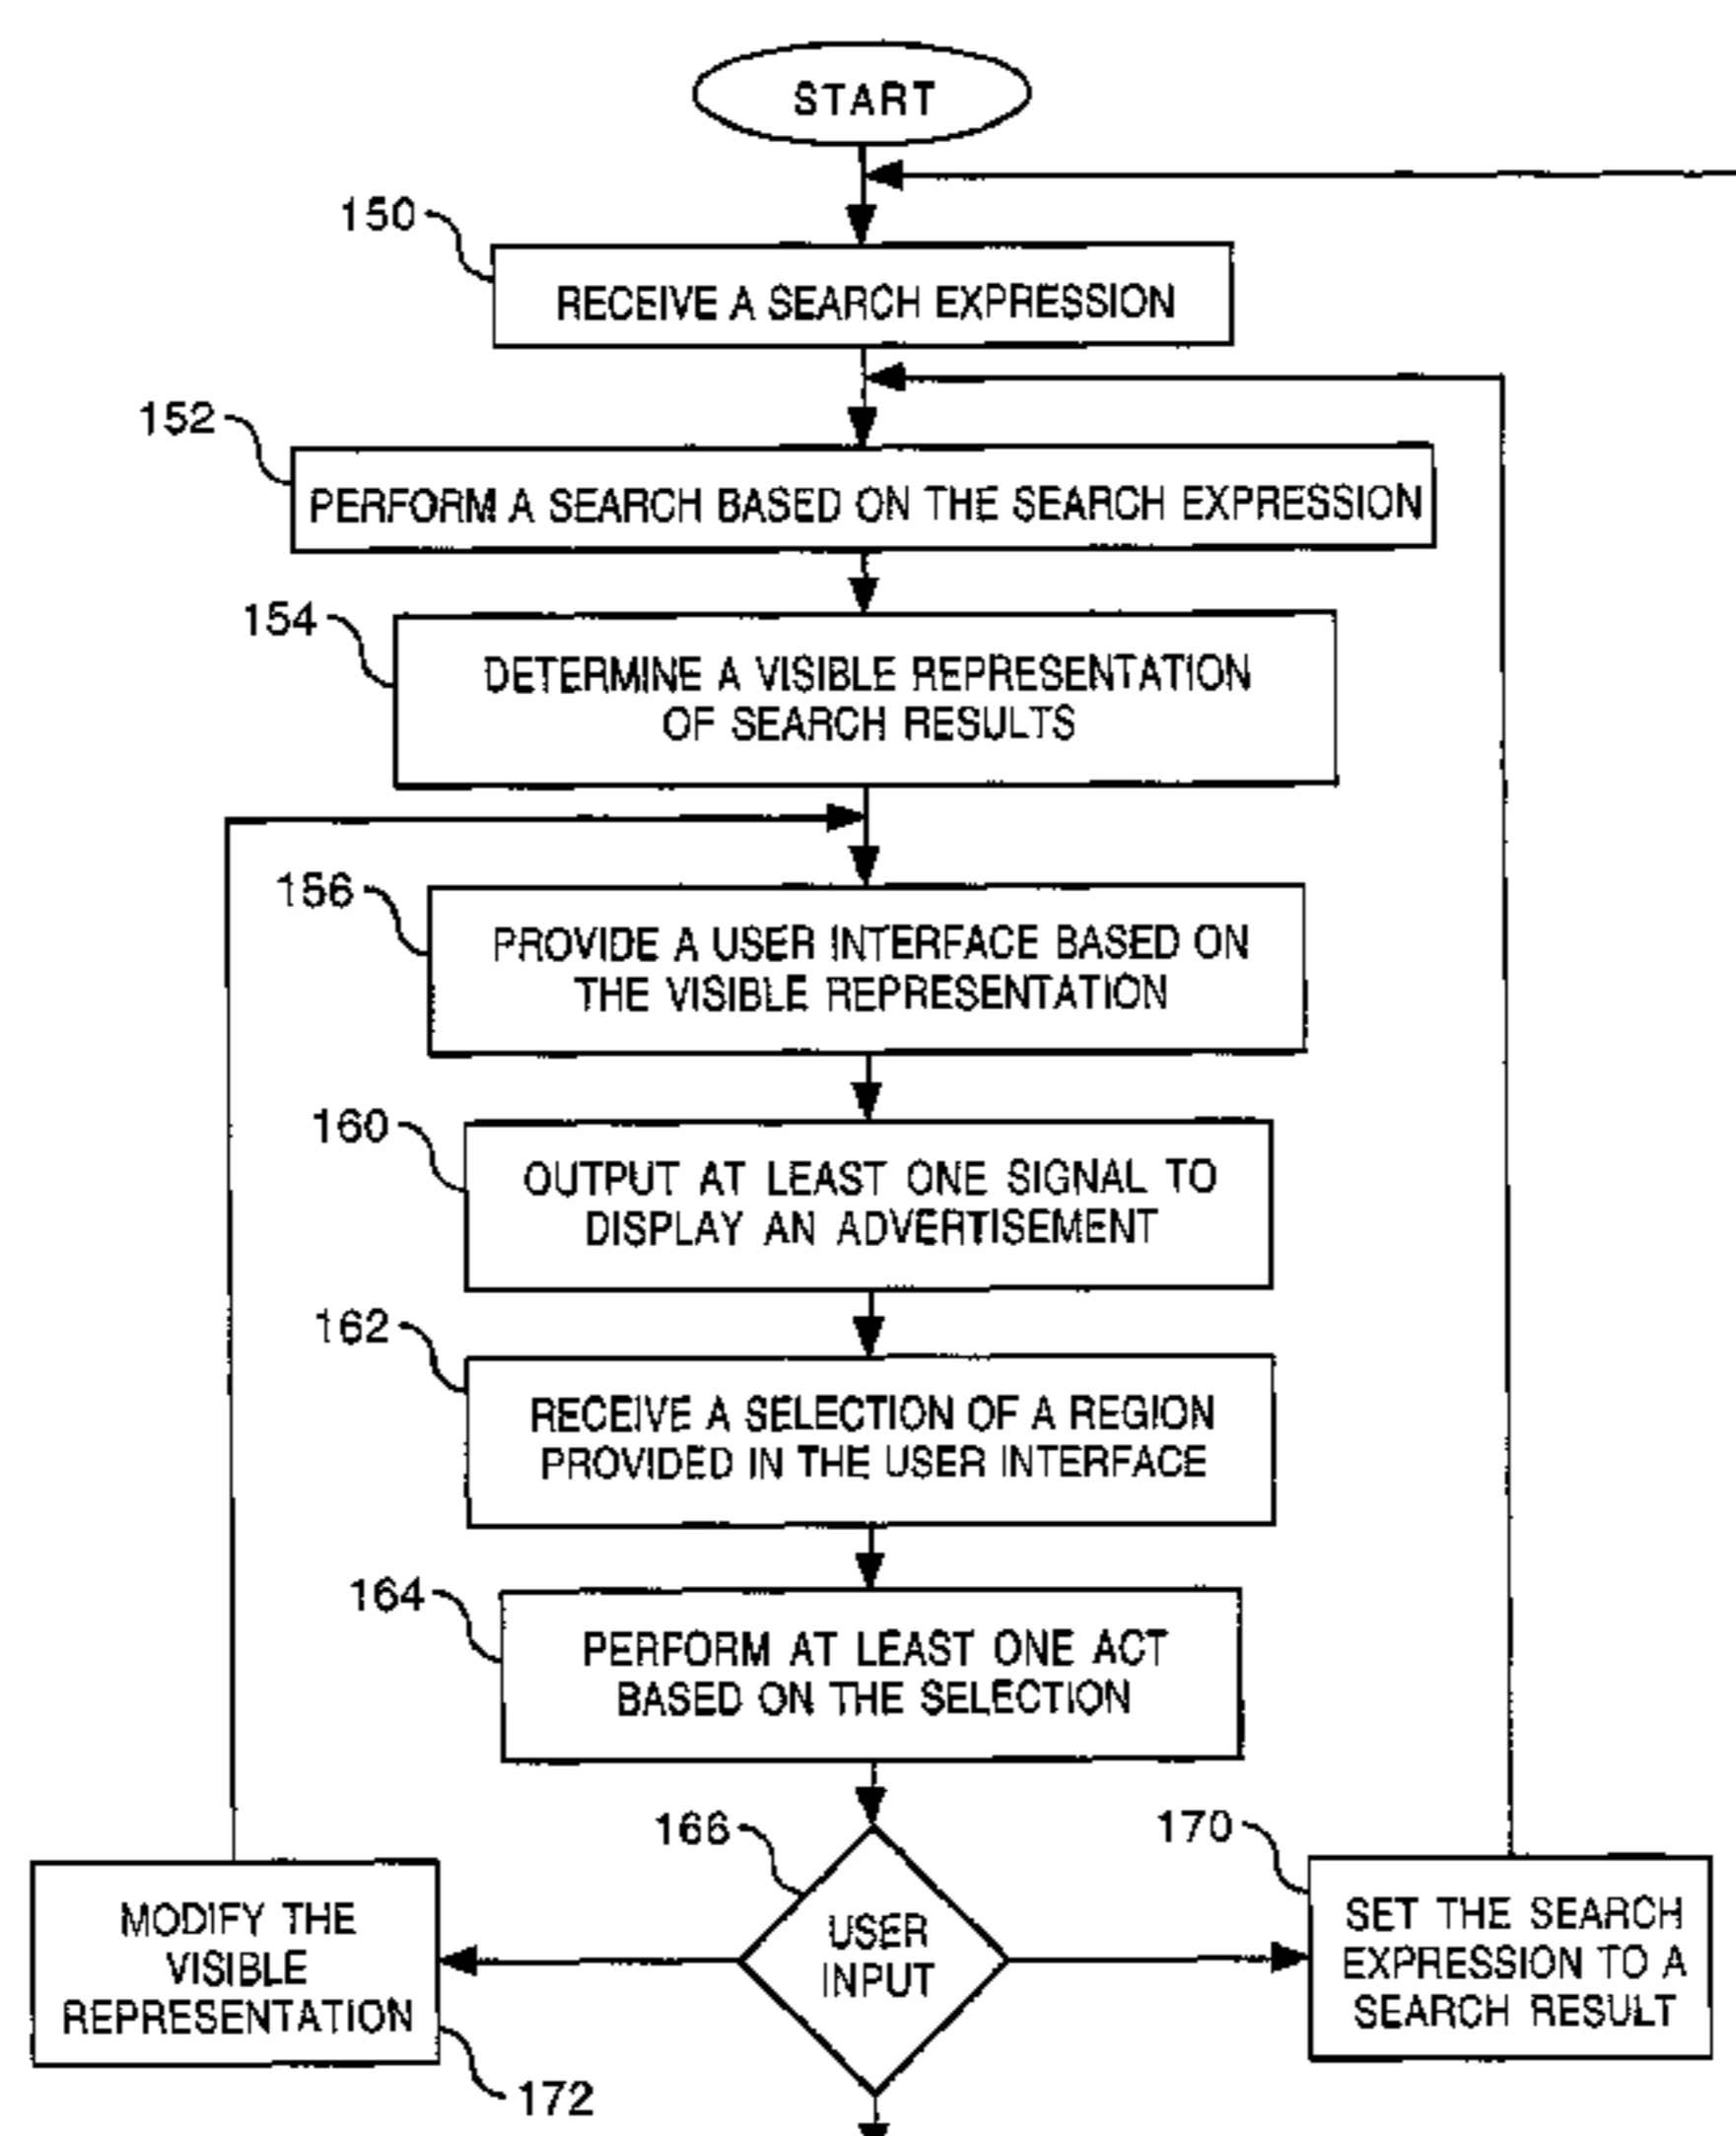 START
150
RECEIVE A SEARCH EXPRESSION
152
PERFORM A SEARCH BASED ON THE SEARCH EXPRESSION
154
DETERMINE A VISIBLE REPRESENTATION
OF SEARCH RESULTS
156
PROVIDE A USER INTERFACE BASED ON
THE VISIBLE REPRESENTATION
160
OUTPUT AT LEAST ONE SIGNAL TO
DISPLAY AN ADVERTISEMENT
162
RECEIVE A SELECTION OF A REGION
PROVIDED IN THE USER INTERFACE
164
PERFORM AT LEAST ONE ACT
BASED ON THE SELECTION
166
USER
INPUT
170
SET THE SEARCH
EXPRESSION TO A
SEARCH RESULT
MODIFY THE
VISIBLE
REPRESENTATION
172